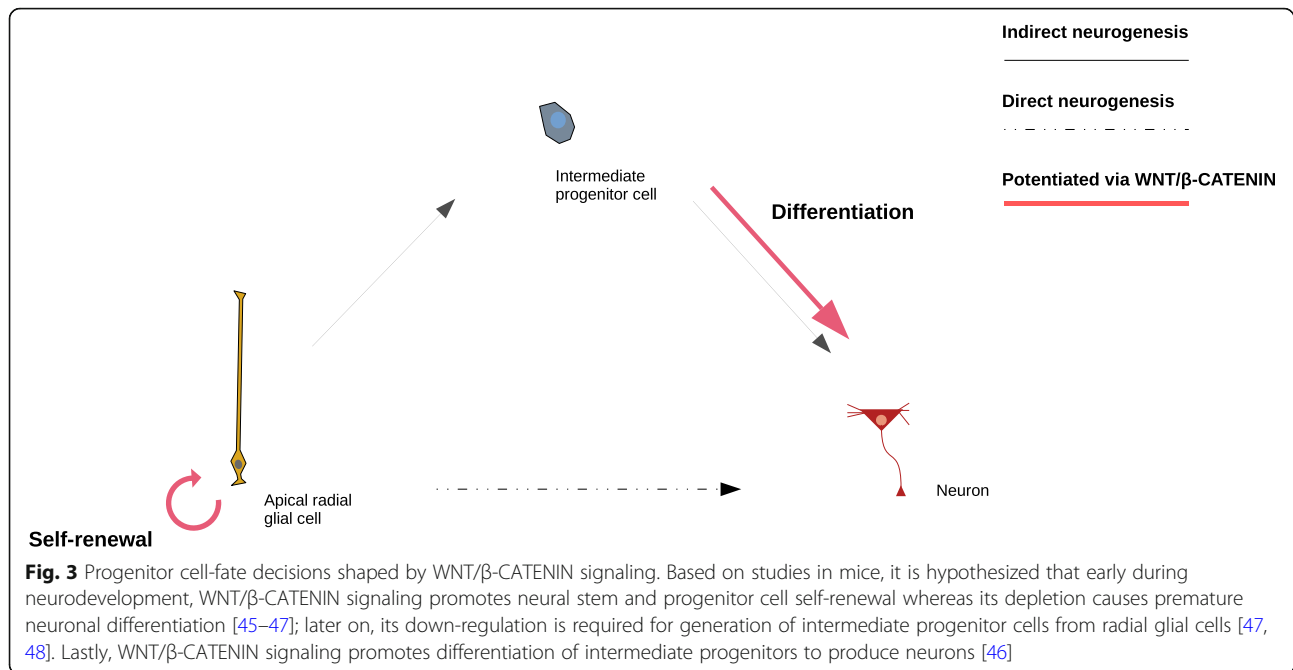 Indirect neurogenesis
Direct neurogenesis
Potentiated via WNT/β-CATENIN
Intermediate
progenitor cell
Differentiation
Apical radial
glial cell
Neuron
Self-renewal
Fig. 3 Progenitor cell-fate decisions shaped by WNT/β-CATENIN signaling. Based on studies in mice, it is hypothesized that early during
neurodevelopment, WNT/β-CATENIN signaling promotes neural stem and progenitor cell self-renewal whereas its depletion causes premature
neuronal differentiation [45–47]; later on, its down-regulation is required for generation of intermediate progenitor cells from radial glial cells [47,
48]. Lastly, WNT/β-CATENIN signaling promotes differentiation of intermediate progenitors to produce neurons [46]